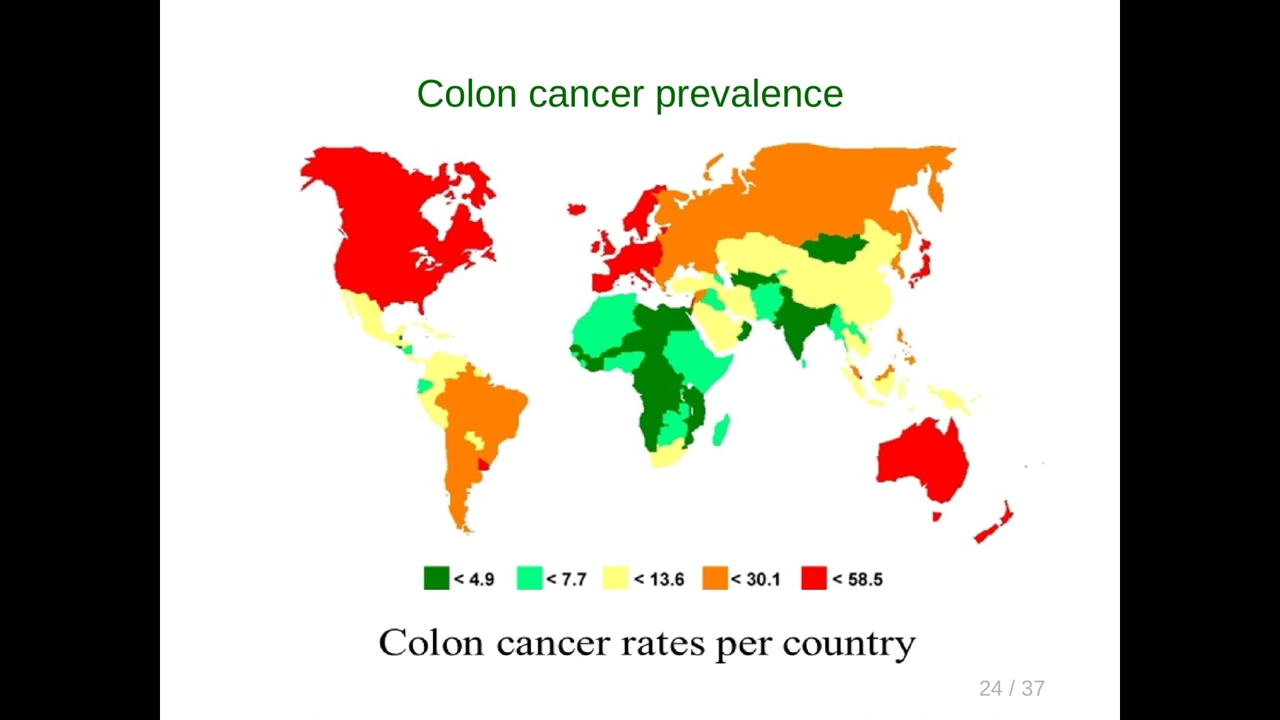 Colon cancer prevalence
< 4.9 < 7.7 < 13.6 < 30.1 < 58.5
Colon cancer rates per country
24 / 37